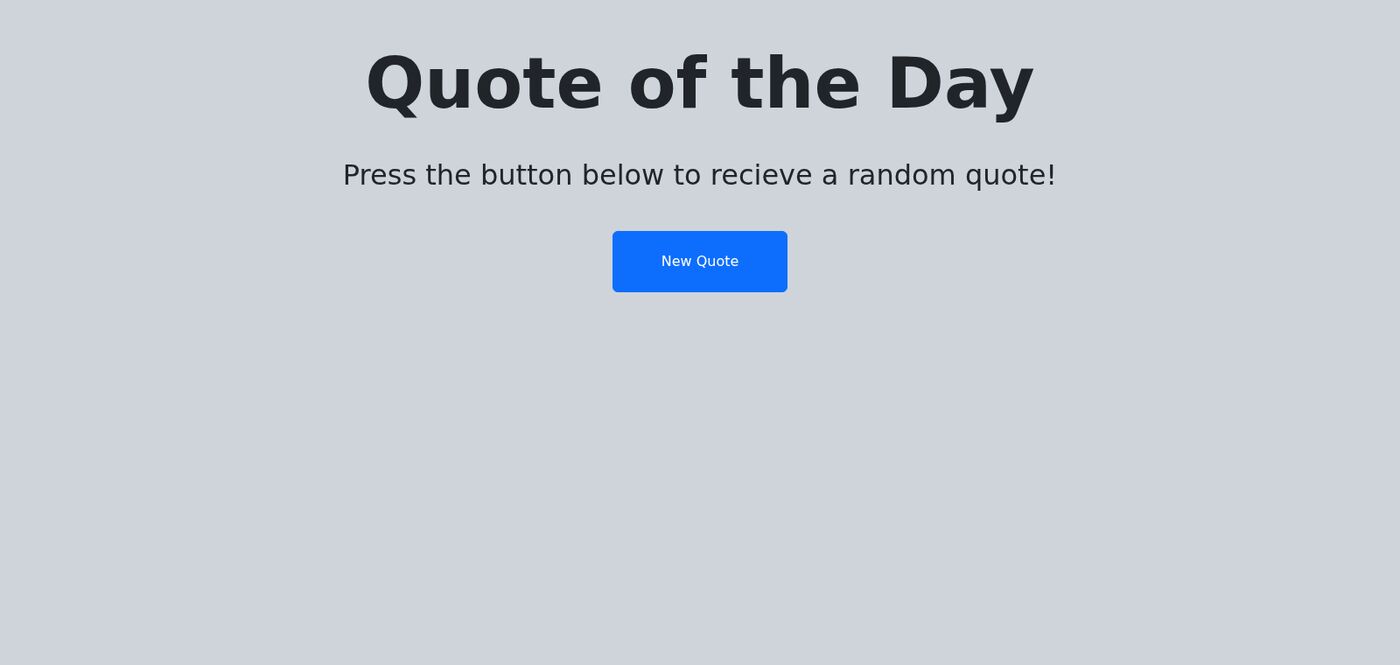 Quote of the Day
Press the button below to recieve a random quote!
New Quote